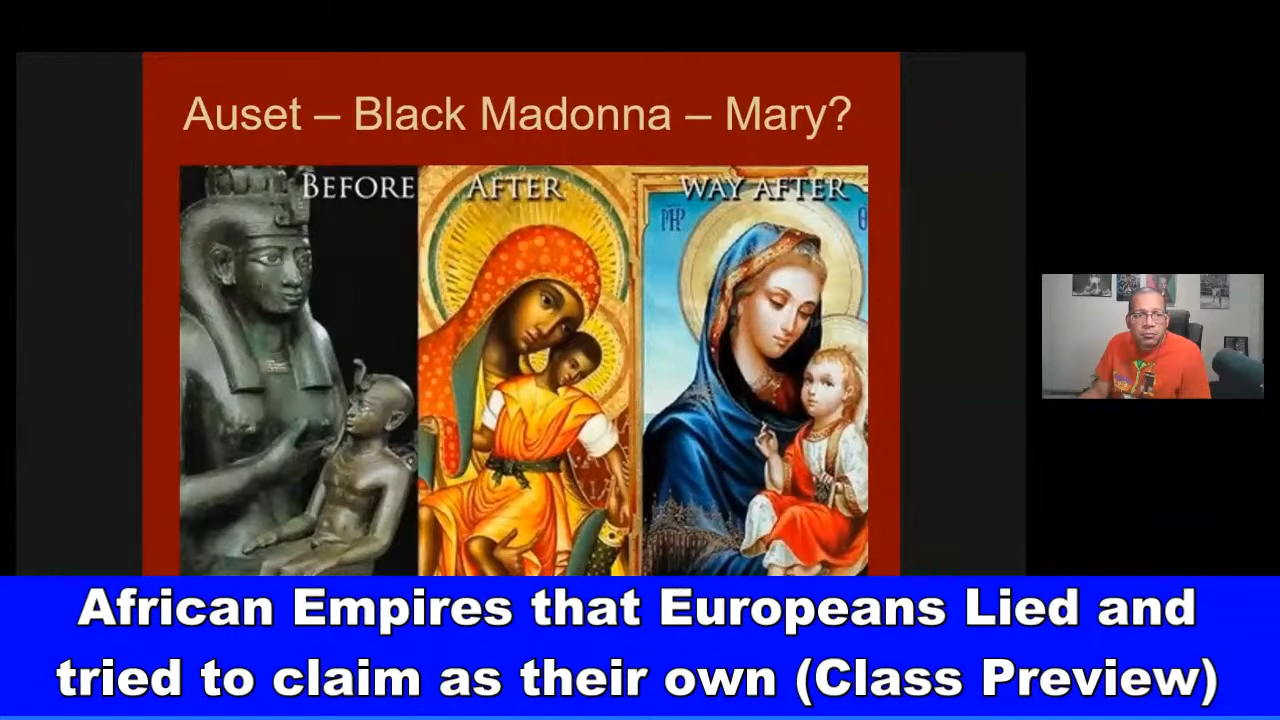 Auset – Black Madonna – Mary?
BEFORE
AFTER
WAY AFTER
African Empires that Europeans Lied and
tried to claim as their own (Class Preview)